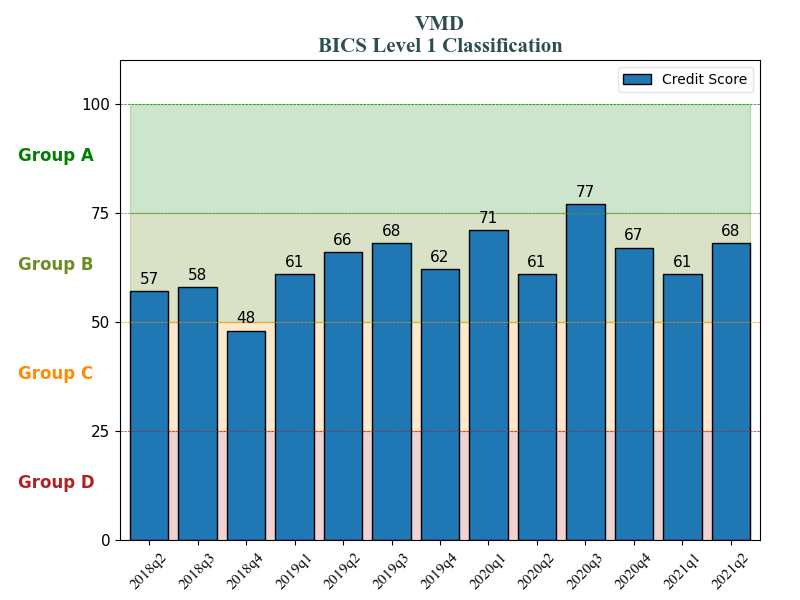 VMD
BICS Level 1 Classification
Credit Score
100
Group A
75
Group B
50
Group C
25
Group D
0
57
58
48
61
66
68
62
71
61
77
67
61
68
2018q2
2018q3
2018q4
2019q1
2019q2
2019q3
2019q4
2020q1
2020q2
2020q3
2020q4
2021q1
2021q2